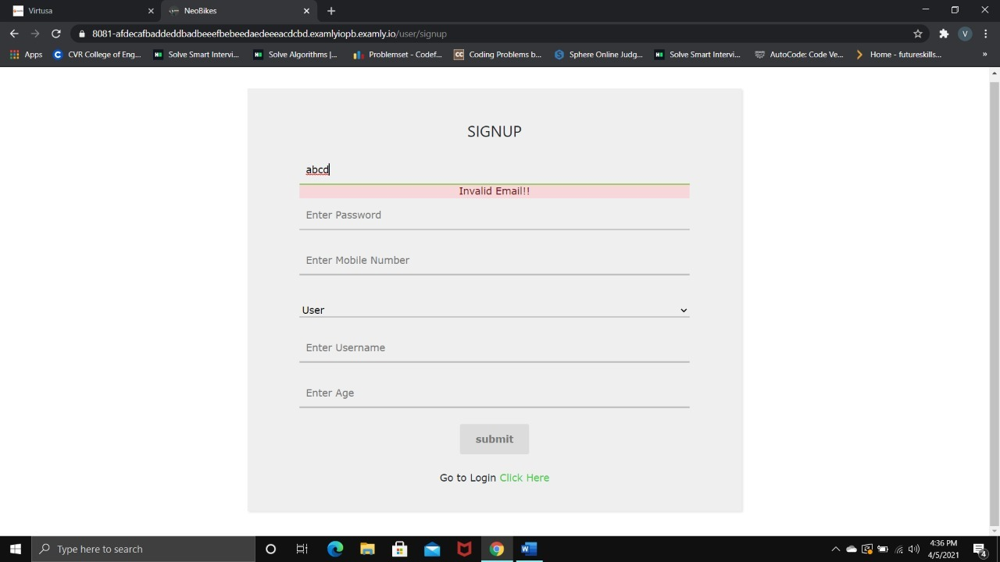 Virtusa
NeoBikes
8081-afdecafbaddeddbadbeeefbebeedaedeeeacdcbd.examlyiopb.examly.io/user/signup
V
Apps
CVR College of Eng...
Solve Smart Intervi...
Solve Algorithms |...
Problemset - Codef...
Coding Problems b...
Sphere Online Judg...
Solve Smart Intervi...
AutoCode: Code Ve...
Home - futureskills...
»
SIGNUP
abcd
Invalid Email!!
Enter Password
Enter Mobile Number
User
Enter Username
Enter Age
submit
Go to Login Click Here
Type here to search
4:36 PM
4/5/2021
4